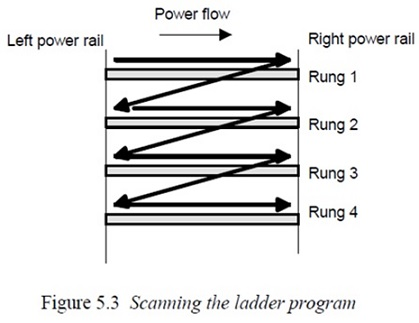 Power flow
Left power rail
Right power rail
Rung 1
Rung 2
Rung 3
Rung 4
Figure 5.3 Scanning the ladder program